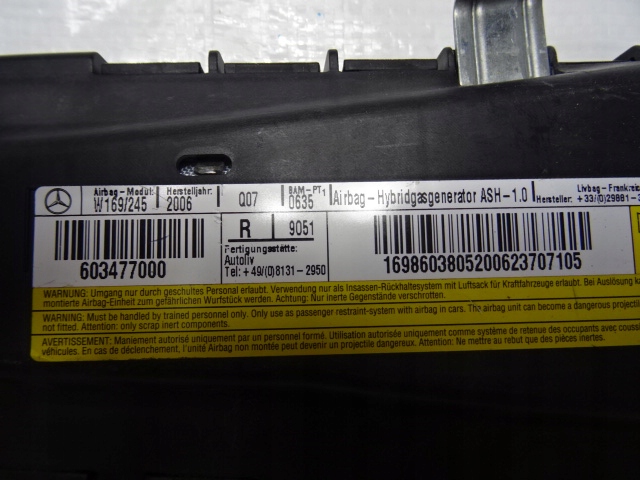 Airbag-Modul: Herstelljahr: BAM-PT1 Livbag-Frankreic
W169/245 2006 Q07 0635 Airbag-Hybridgasgenerator ASH-1.0 Hersteller: +33/(0)29881-
R 9051
Fertigungsstätte:
Autoliv
Tel: +49/(0)8131-2950
603477000
1698603805200623707105
WARNUNG: Umgang nur durch geschultes Personal erlaubt. Verwendung nur als Insassen-Rückhaltesystem mit Luftsack für Kraftfahrzeuge erlaubt. Bei Auslösung kan
montierte Airbag-Einheit zum gefährlichen Wurfgeschoß werden. Achtung: Nur inerte Gegenstände verschrotten.
WARNING: Must be handled by trained personnel only. Only use as passenger restraint-system with airbag in cars. The airbag unit can become a dangerous projec
not fitted. Attention: only scrap inert components.
AVERTISSEMENT: Maniement autorisé uniquement par un personnel formé. Utilisation autorisée uniquement comme système de retenue des occupants avec couss
véhicules. En cas de déclenchement, l'unité Airbag non montée peut devenir un projectile dangereux. Attention: Ne mettre au rebut que des pièces inertes